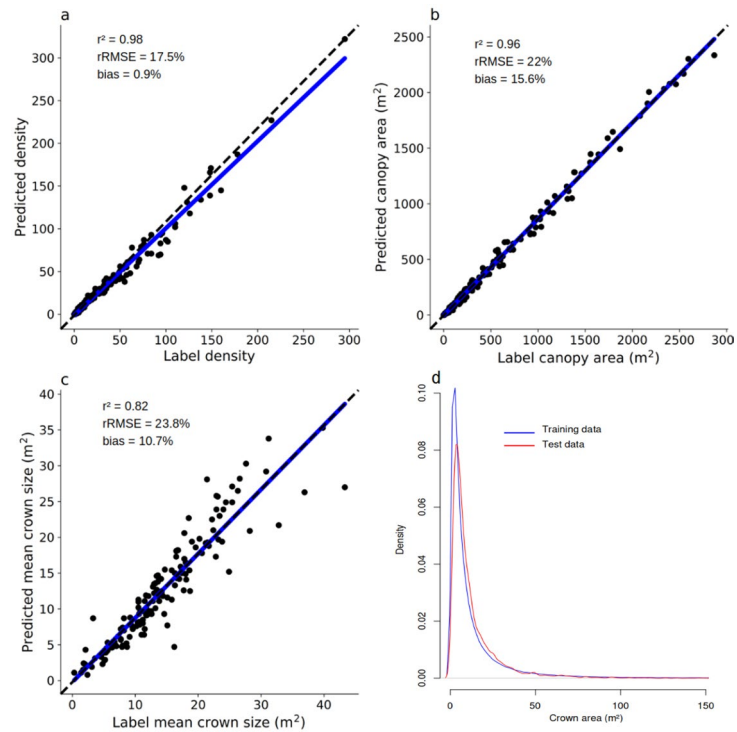 a
r² = 0.98
rRMSE = 17.5%
bias = 0.9%
300
250
200
150
100
50
0
Predicted density
0 50 100 150 200 250 300
Label density
b
r² = 0.96
rRMSE = 22%
bias = 15.6%
2500
2000
1500
1000
500
0
Predicted canopy area (m²)
0 500 1000 1500 2000 2500 3000
Label canopy area (m²)
c
r² = 0.82
rRMSE = 23.8%
bias = 10.7%
40
35
30
25
20
15
10
5
0
Predicted mean crown size (m²)
0 10 20 30 40
Label mean crown size (m²)
d
Training data
Test data
0.10
0.08
0.06
0.04
0.02
0.00
Density
0 50 100 150
Crown area (m²)